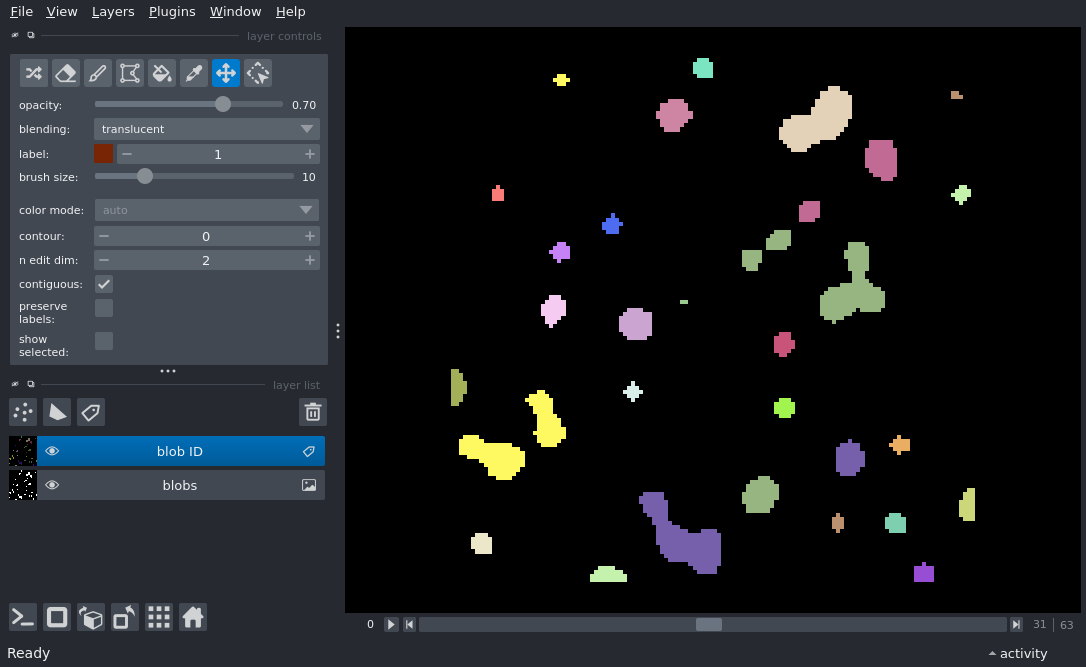 File View Layers Plugins Window Help
layer controls
opacity: 0.70
blending: translucent
label: 1
brush size: 10
color mode: auto
contour: 0
n edit dim: 2
contiguous:
preserve
labels:
show
selected:
layer list
blob ID
blobs
0 31 | 63
Ready activity